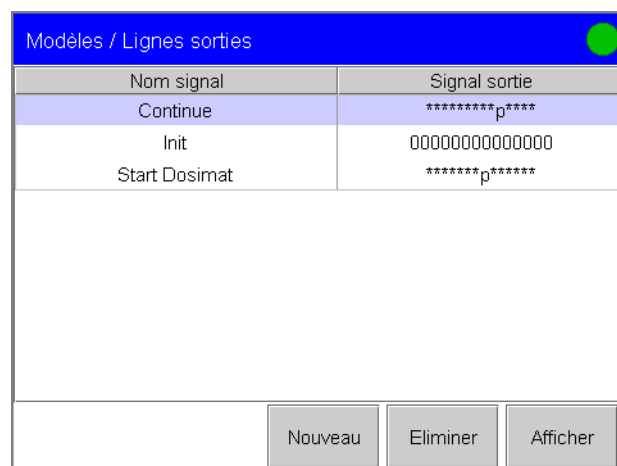 Modèles / Lignes sorties
Nom signal Signal sortie
Continue *********p****
Init 00000000000000
Start Dosimat *******p******
Nouveau Eliminer Afficher